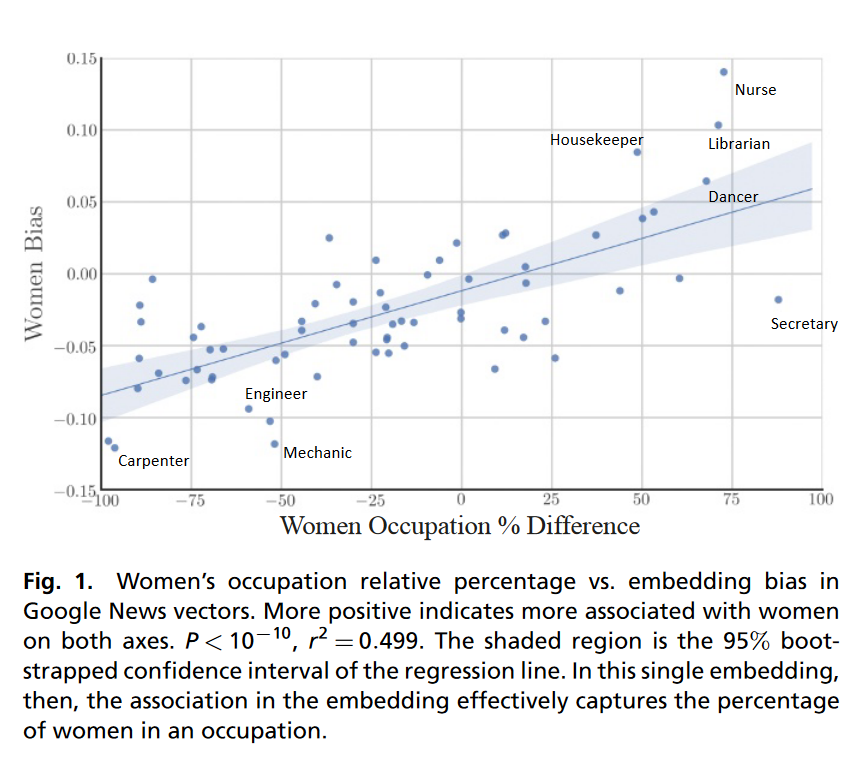 0.15
Nurse
0.10
Housekeeper
Librarian
0.05
Dancer
Women Bias
0.00
Secretary
−0.05
Engineer
−0.10
Mechanic
Carpenter
−0.15
−100 −75 −50 −25 0 25 50 75 100
Women Occupation % Difference
Fig. 1. Women’s occupation relative percentage vs. embedding bias in
Google News vectors. More positive indicates more associated with women
on both axes. P < 10⁻¹⁰, r² = 0.499. The shaded region is the 95% boot-
strapped confidence interval of the regression line. In this single embedding,
then, the association in the embedding effectively captures the percentage
of women in an occupation.